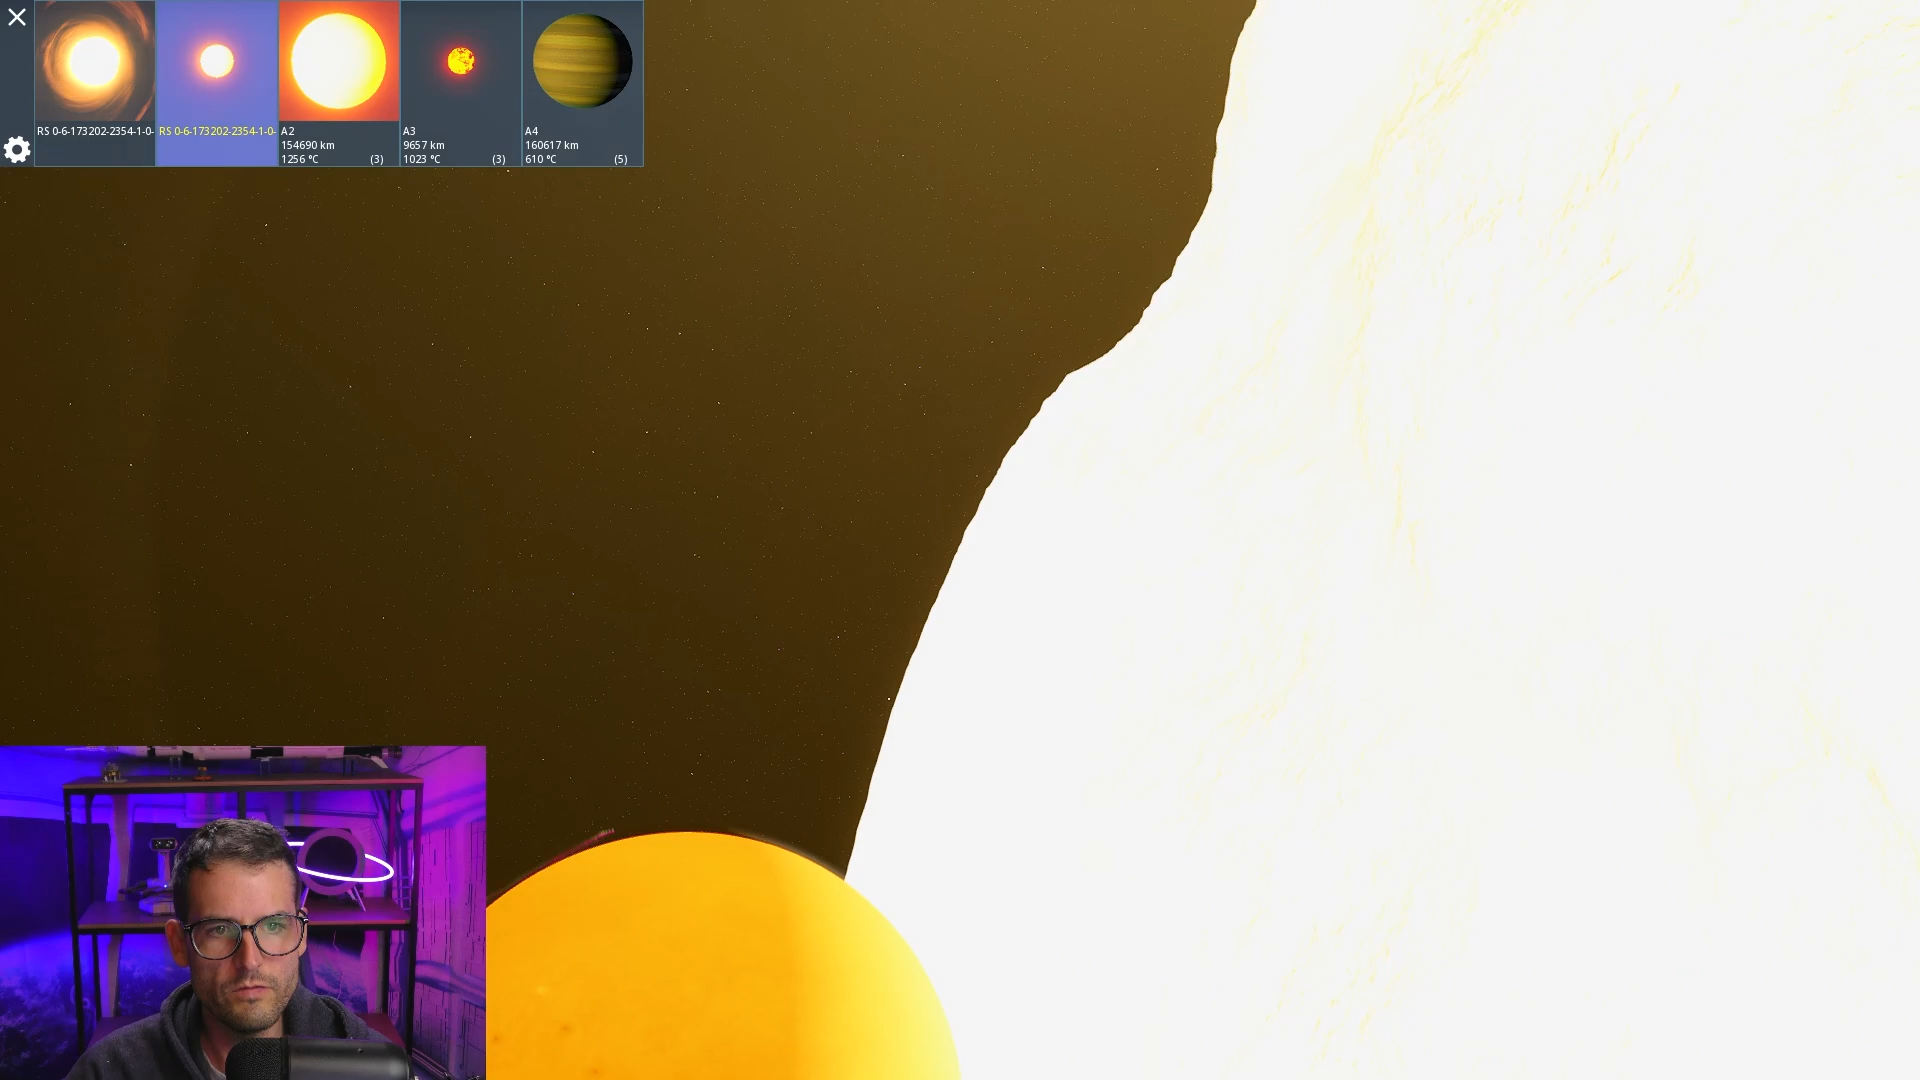 RS 0-6-173202-2354-1-0-
RS 0-6-173202-2354-1-0-
A2
154690 km
1256 °C (3)
A3
9657 km
1023 °C (3)
A4
160617 km
610 °C (5)